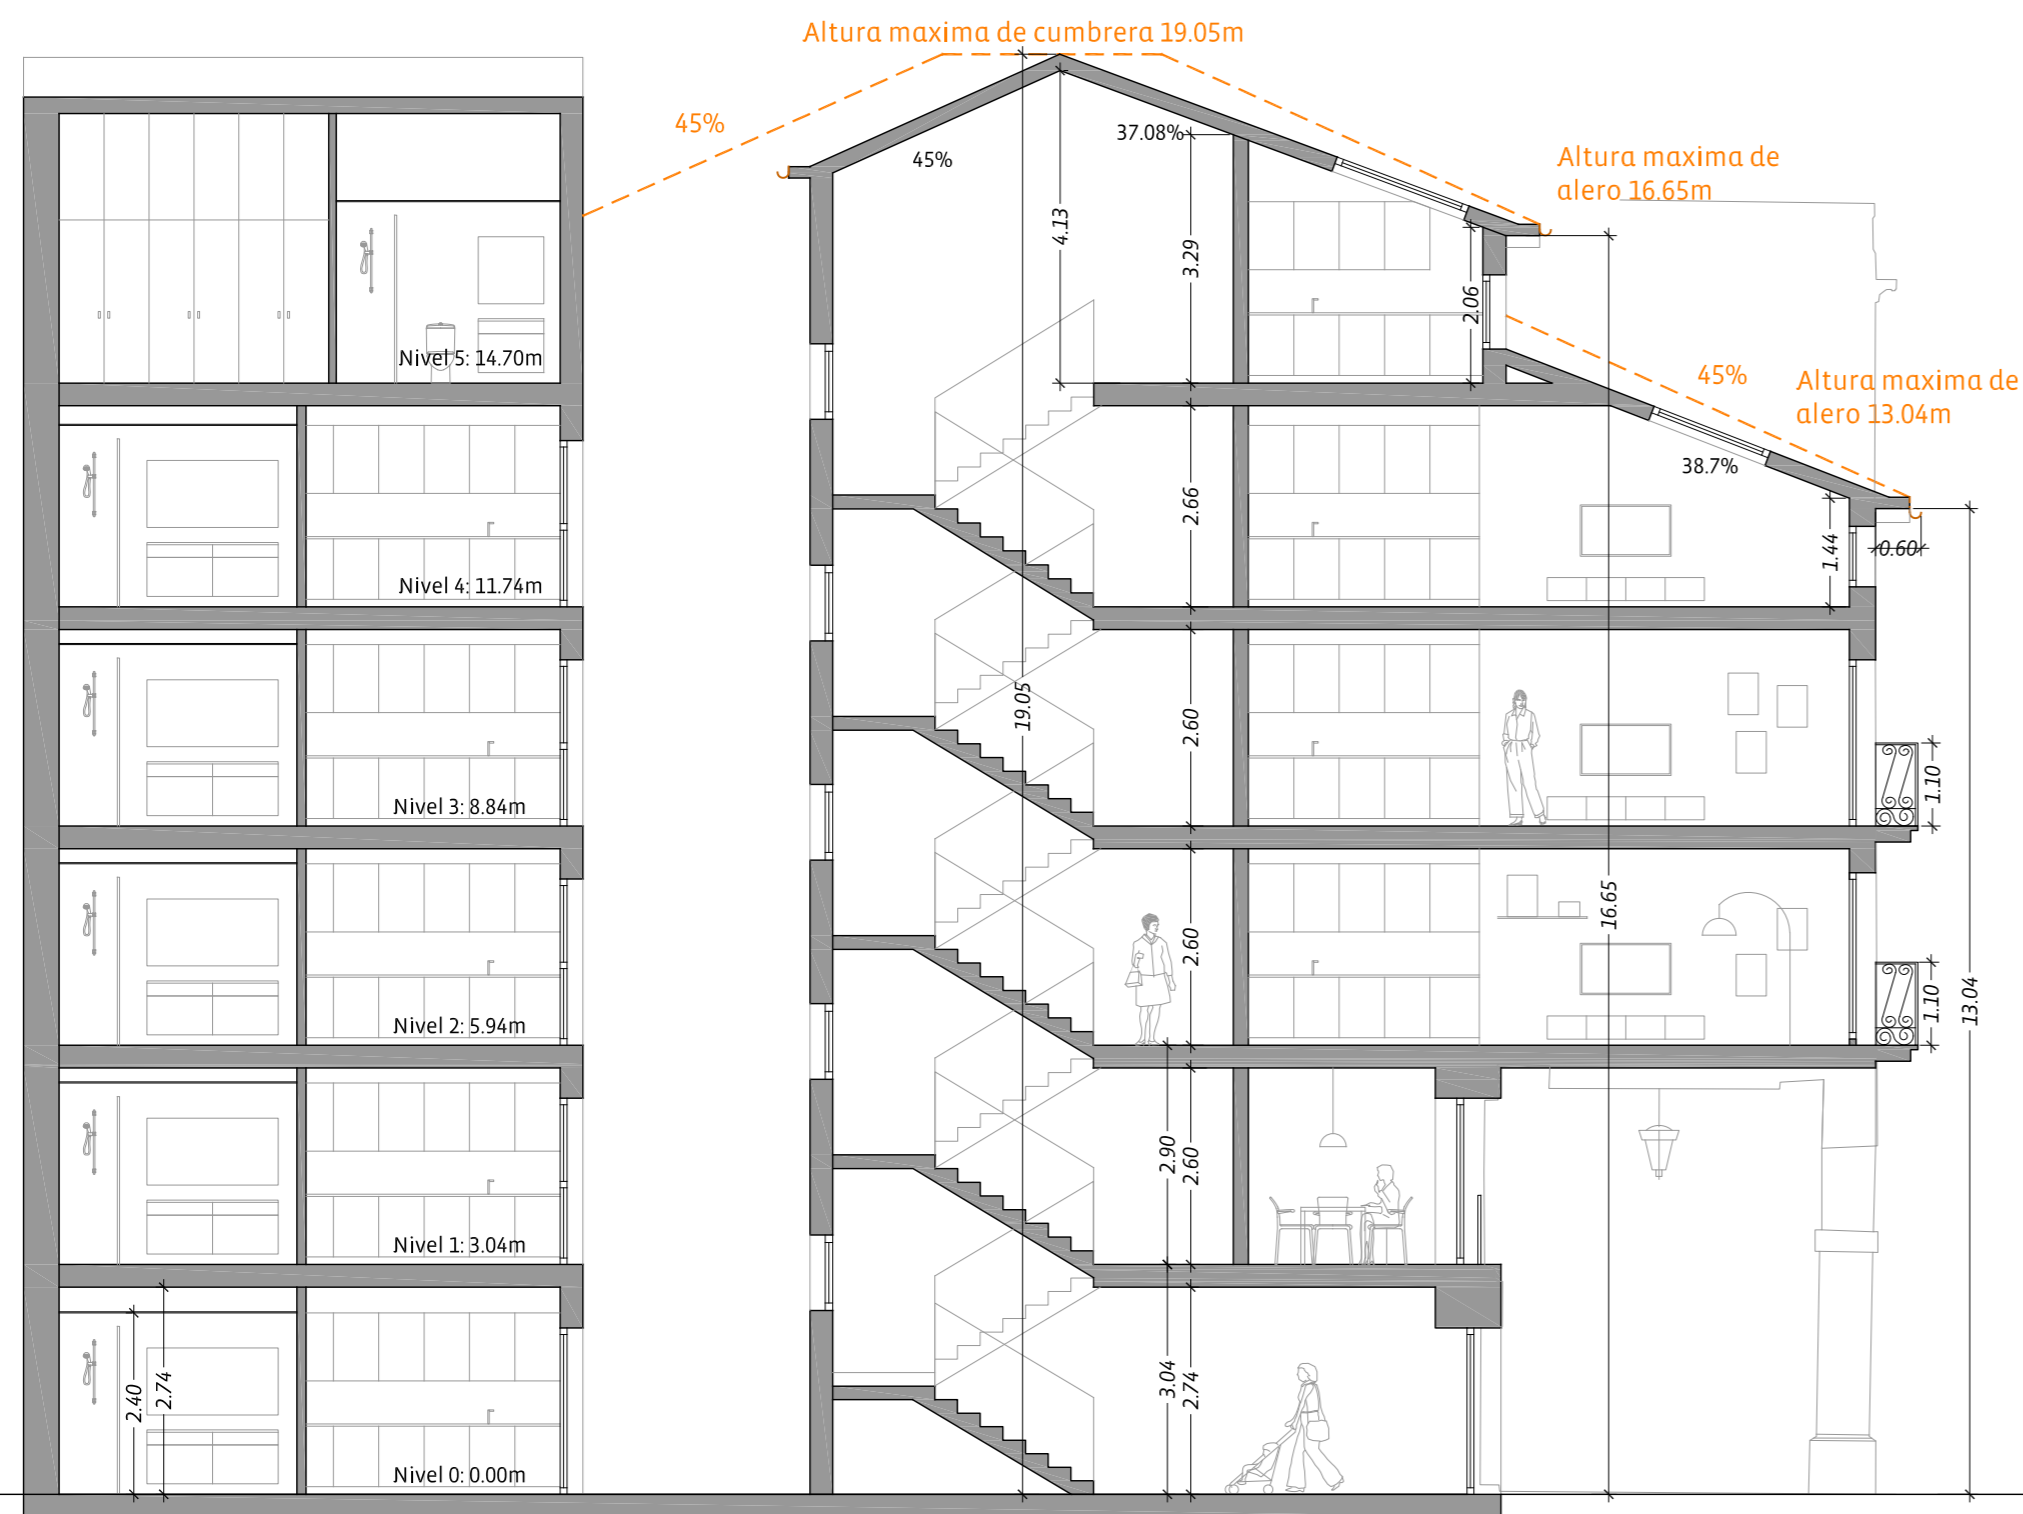 Altura maxima de cumbrera 19.05m
45%
45%
37.08%
Altura maxima de
alero 16.65m
4.13
3.29
2.06
Nivel 5: 14.70m
45%
Altura maxima de
alero 13.04m
38.7%
2.66
1.44
0.60
Nivel 4: 11.74m
19.05
2.60
1.10
Nivel 3: 8.84m
16.65
2.60
1.10
13.04
Nivel 2: 5.94m
2.90
2.60
Nivel 1: 3.04m
2.40
2.74
3.04
2.74
Nivel 0: 0.00m